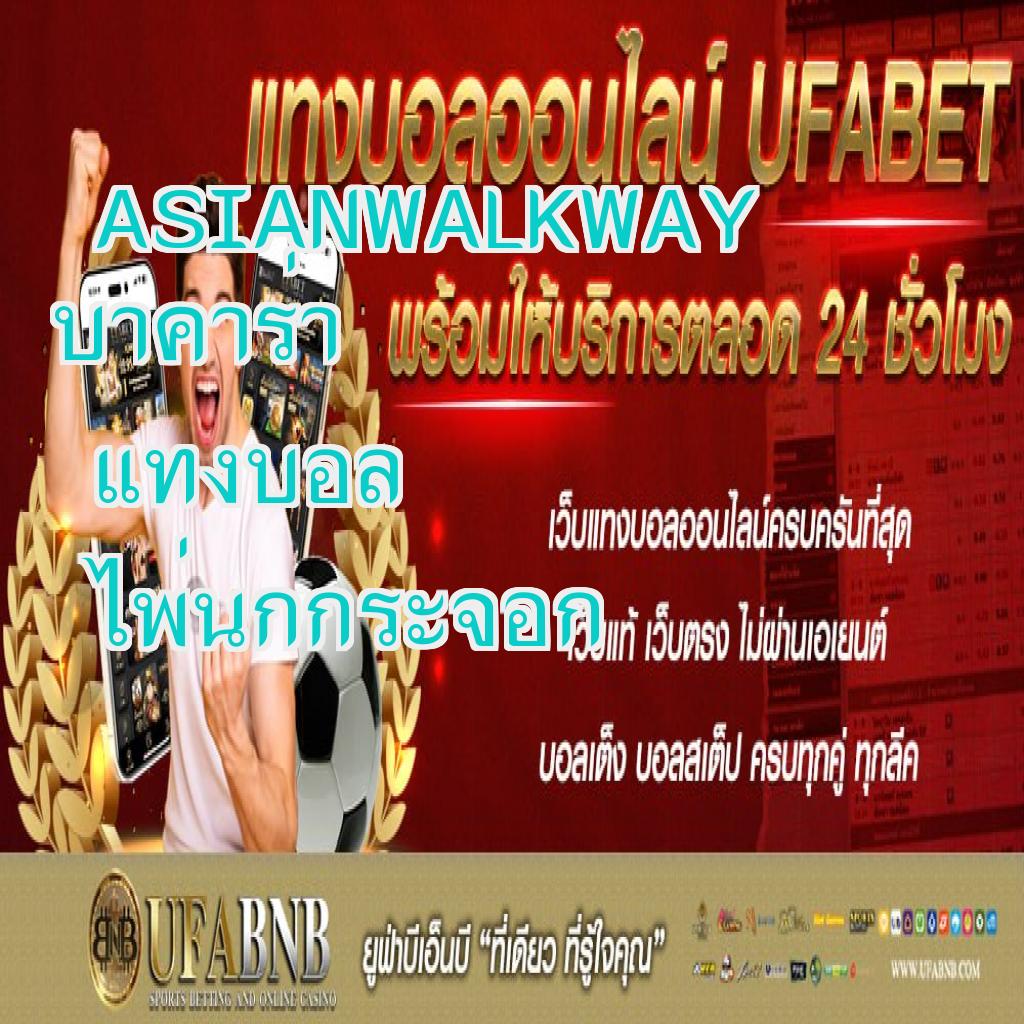 แทงบอลออนไลน์ UFABET
ASIANWALKWAY
พร้อมให้บริการตลอด 24 ชั่วโมง
บาคาร่า
แทงบอล
เว็บแทงบอลออนไลน์ครบครันที่สุด
ไพ่นกกระจอก
เว็บแท้ เว็บตรง ไม่ผ่านเอเยนต์
บอลเต็ง บอลสเต็ป ครบทุกคู่ ทุกลีค
BNB
UFABNB
SPORTS BETTING AND ONLINE CASINO
ยูฟ่าบีเอ็นบี “ที่เดียว ที่รู้ใจคุณ”
WWW.UFABNB.COM